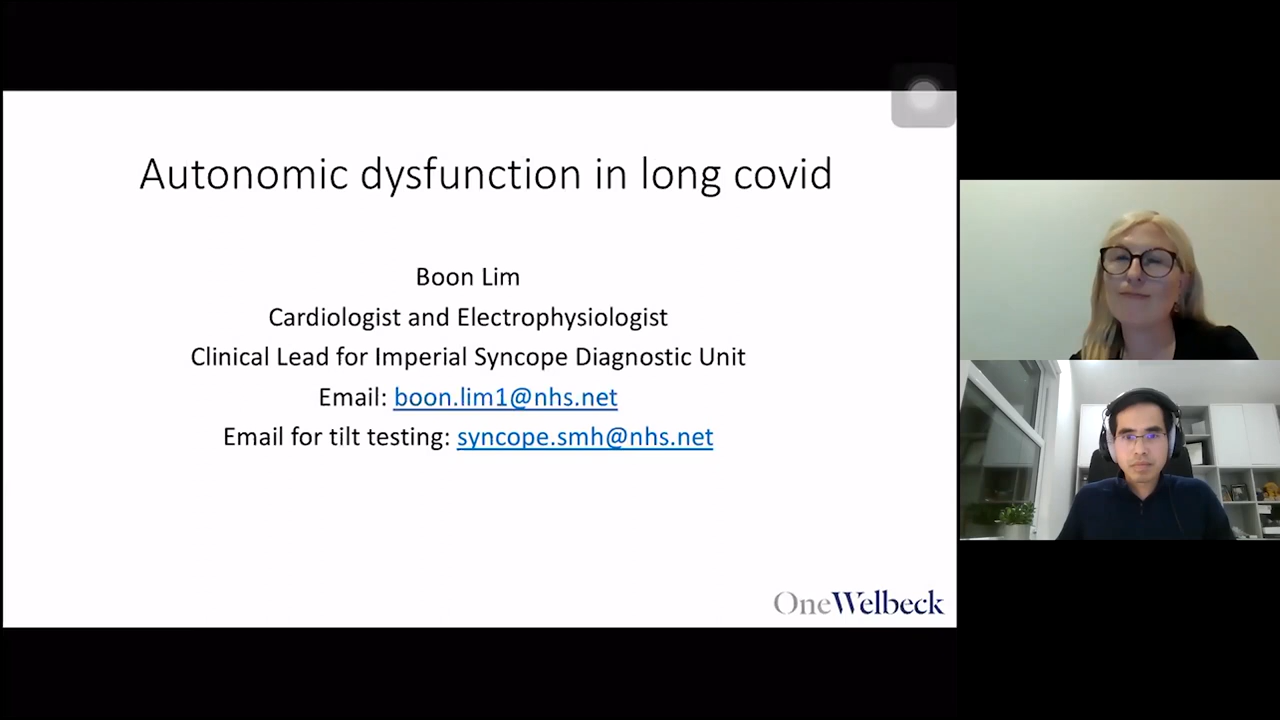 Autonomic dysfunction in long covid
Boon Lim
Cardiologist and Electrophysiologist
Clinical Lead for Imperial Syncope Diagnostic Unit
Email: boon.lim1@nhs.net
Email for tilt testing: syncope.smh@nhs.net
OneWelbeck